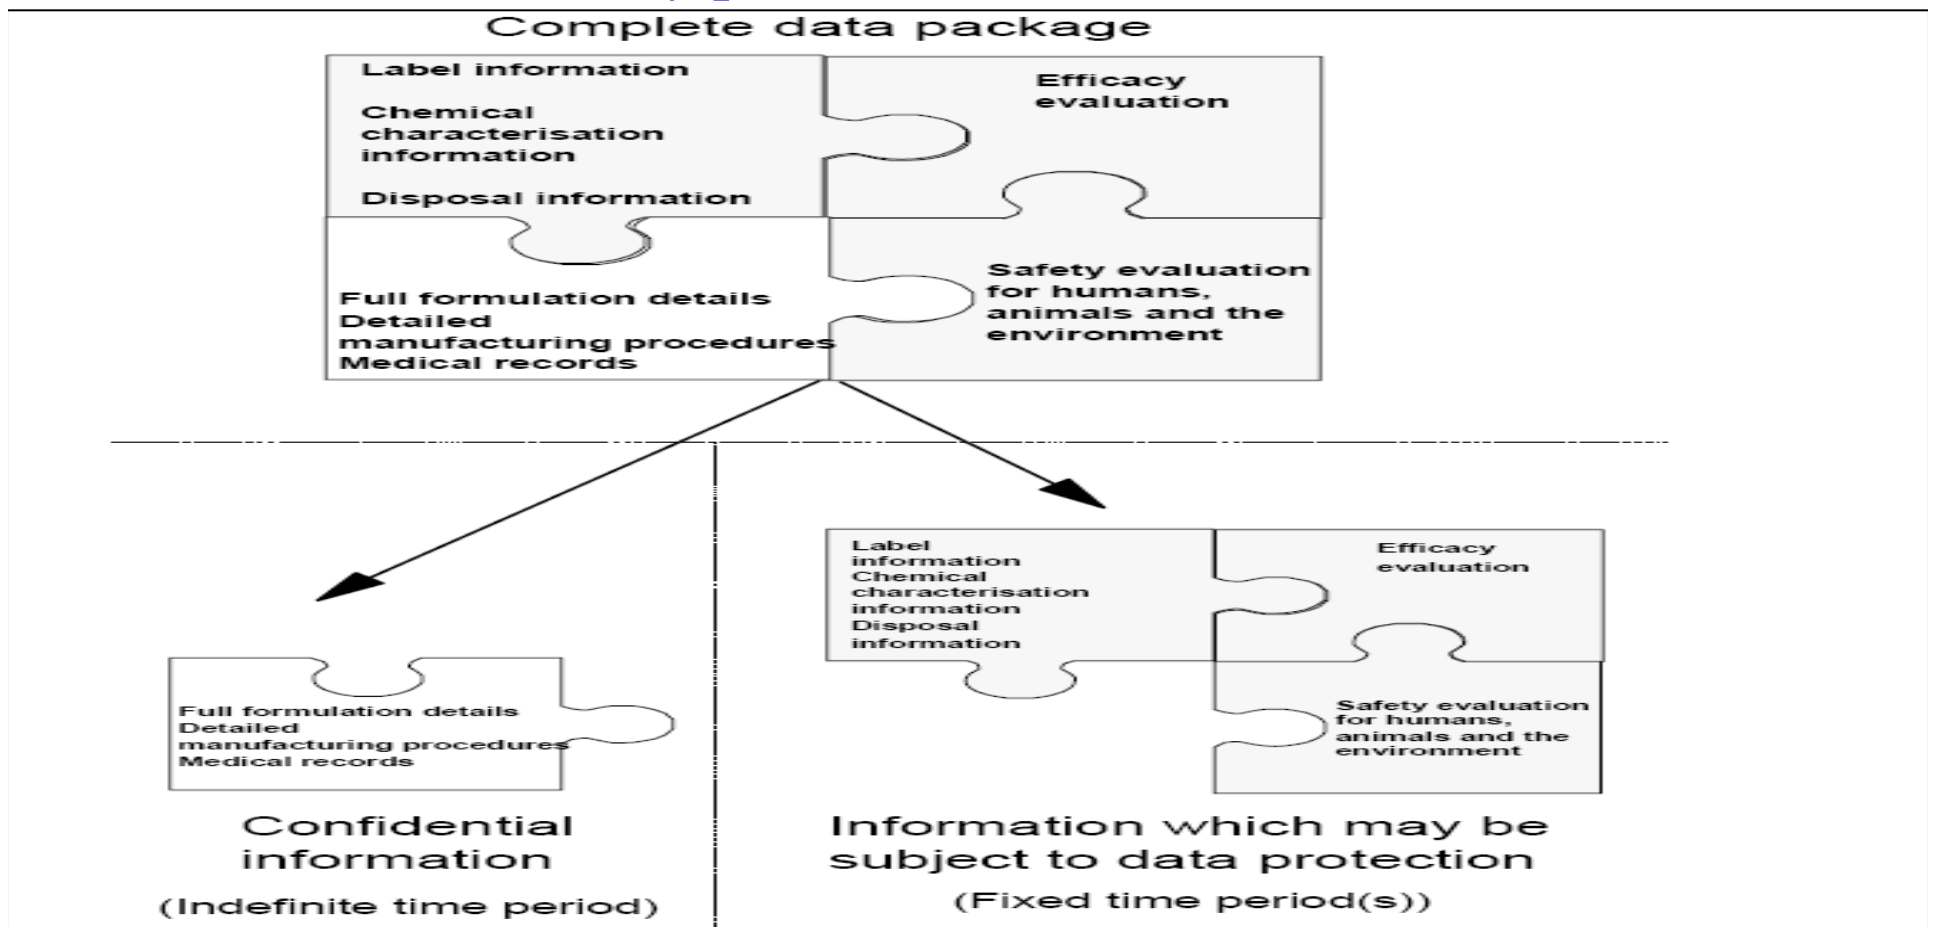 Complete data package
Label information
Chemical
characterisation
information
Disposal information
Efficacy
evaluation
Full formulation details
Detailed
manufacturing procedures
Medical records
Safety evaluation
for humans,
animals and the
environment
Full formulation details
Detailed
manufacturing procedures
Medical records
Confidential
information
(Indefinite time period)
Label
information
Chemical
characterisation
information
Disposal
information
Efficacy
evaluation
Safety evaluation
for humans,
animals and the
environment
Information which may be
subject to data protection
(Fixed time period(s))